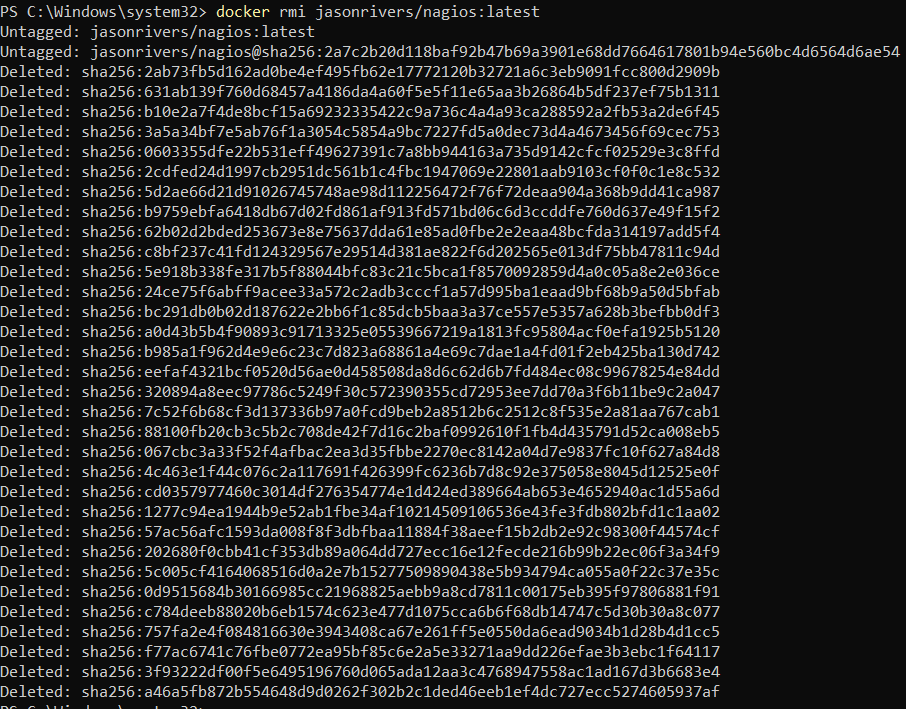 PS C:\Windows\system32> docker rmi jasonrivers/nagios:latest
Untagged: jasonrivers/nagios:latest
Untagged: jasonrivers/nagios@sha256:2a7c2b20d118baf92b47b69a3901e68dd7664617801b94e560bc4d6564d6ae54
Deleted: sha256:2ab73fb5d162ad0be4ef495fb62e17772120b32721a6c3eb9091fcc800d2909b
Deleted: sha256:631ab139f760d68457a4186da4a60f5e5f11e65aa3b26864b5df237ef75b1311
Deleted: sha256:b10e2a7f4de8bcf15a69232335422c9a736c4a4a93ca288592a2fb53a2de6f45
Deleted: sha256:3a5a34bf7e5ab76f1a3054c5854a9bc7227fd5a0dec73d4a4673456f69cec753
Deleted: sha256:0603355dfe22b531eff49627391c7a8bb944163a735d9142cfcf02529e3c8ffd
Deleted: sha256:2cdfed24d1997cb2951dc561b1c4fbc1947069e22801aab9103cf0f0c1e8c532
Deleted: sha256:5d2ae66d21d91026745748ae98d112256472f76f72deaa904a368b9dd41ca987
Deleted: sha256:b9759ebfa6418db67d02fd861af913fd571bd06c6d3ccddfe760d637e49f15f2
Deleted: sha256:62b02d2bded253673e8e75637dda61e85ad0fbe2e2eaa48bcfda314197add5f4
Deleted: sha256:c8bf237c41fd124329567e29514d381ae822f6d202565e013df75bb47811c94d
Deleted: sha256:5e918b338fe317b5f88044bfc83c21c5bca1f8570092859d4a0c05a8e2e036ce
Deleted: sha256:24ce75f6abff9acee33a572c2adb3cccf1a57d995ba1eaad9bf68b9a50d5bfab
Deleted: sha256:bc291db0b02d187622e2bb6f1c85dcb5baa3a37ce557e5357a628b3befbb0df3
Deleted: sha256:a0d43b5b4f90893c91713325e05539667219a1813fc95804acf0efa1925b5120
Deleted: sha256:b985a1f962d4e9e6c23c7d823a68861a4e69c7dae1a4fd01f2eb425ba130d742
Deleted: sha256:eefaf4321bcf0520d56ae0d458508da8d6c62d6b7fd484ec08c99678254e84dd
Deleted: sha256:320894a8eec97786c5249f30c572390355cd72953ee7dd70a3f6b11be9c2a047
Deleted: sha256:7c52f6b68cf3d137336b97a0fcd9beb2a8512b6c2512c8f535e2a81aa767cab1
Deleted: sha256:88100fb20cb3c5b2c708de42f7d16c2baf0992610f1fb4d435791d52ca008eb5
Deleted: sha256:067cbc3a33f52f4afbac2ea3d35fbbe2270ec8142a04d7e9837fc10f627a84d8
Deleted: sha256:4c463e1f44c076c2a117691f426399fc6236b7d8c92e375058e8045d12525e0f
Deleted: sha256:cd0357977460c3014df276354774e1d424ed389664ab653e4652940ac1d55a6d
Deleted: sha256:1277c94ea1944b9e52ab1fbe34af10214509106536e43fe3fdb802bfd1c1aa02
Deleted: sha256:57ac56afc1593da008f8f3dbfbaa11884f38aeef15b2db2e92c98300f44574cf
Deleted: sha256:202680f0cbb41cf353db89a064dd727ecc16e12fecde216b99b22ec06f3a34f9
Deleted: sha256:5c005cf4164068516d0a2e7b15277509890438e5b934794ca055a0f22c37e35c
Deleted: sha256:0d9515684b30166985cc21968825aebb9a8cd7811c00175eb395f97806881f91
Deleted: sha256:c784deeb88020b6eb1574c623e477d1075cca6b6f68db14747c5d30b30a8c077
Deleted: sha256:757fa2e4f084816630e3943408ca67e261ff5e0550da6ead9034b1d28b4d1cc5
Deleted: sha256:f77ac6741c76fbe0772ea95bf85c6e2a5e33271aa9dd226efae3b3ebc1f64117
Deleted: sha256:3f93222df00f5e6495196760d065ada12aa3c4768947558ac1ad167d3b6683e4
Deleted: sha256:a46a5fb872b554648d9d0262f302b2c1ded46eeb1ef4dc727ecc5274605937af
PS C:\Windows\system32>